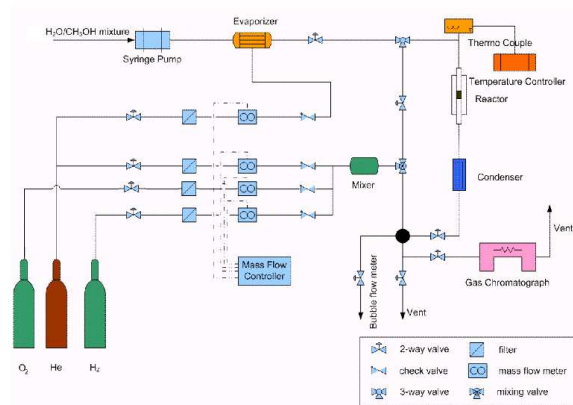 H₂O/CH₃OH mixture
Syringe Pump
Evaporizer
Thermo Couple
Temperature Controller
Reactor
Mixer
Condenser
Mass Flow
Controller
Vent
Gas Chromatograph
Bubble flow meter
Vent
O₂
He
H₂
2-way valve
filter
check valve
mass flow meter
3-way valve
mixing valve